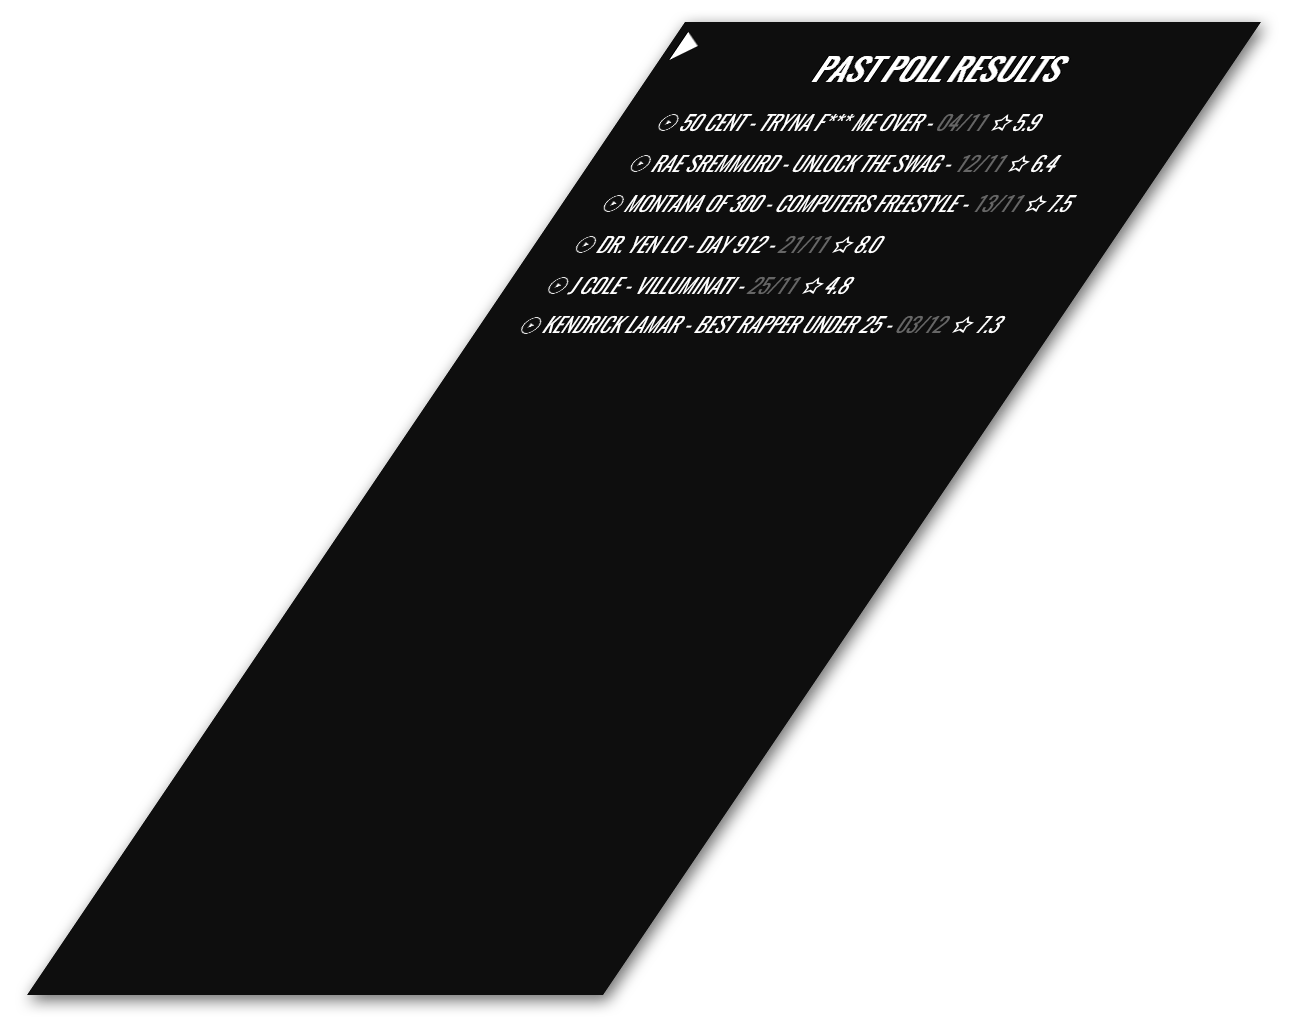 PAST POLL RESULTS
50 CENT - TRYNA F*** ME OVER - 04/11 ☆ 5.9
RAE SREMMURD - UNLOCK THE SWAG - 12/11 ☆ 6.4
MONTANA OF 300 - COMPUTERS FREESTYLE - 13/11 ☆ 7.5
DR. YEN LO - DAY 912 - 21/11 ☆ 8.0
J COLE - VILLUMINATI - 25/11 ☆ 4.8
KENDRICK LAMAR - BEST RAPPER UNDER 25 - 03/12 ☆ 7.3